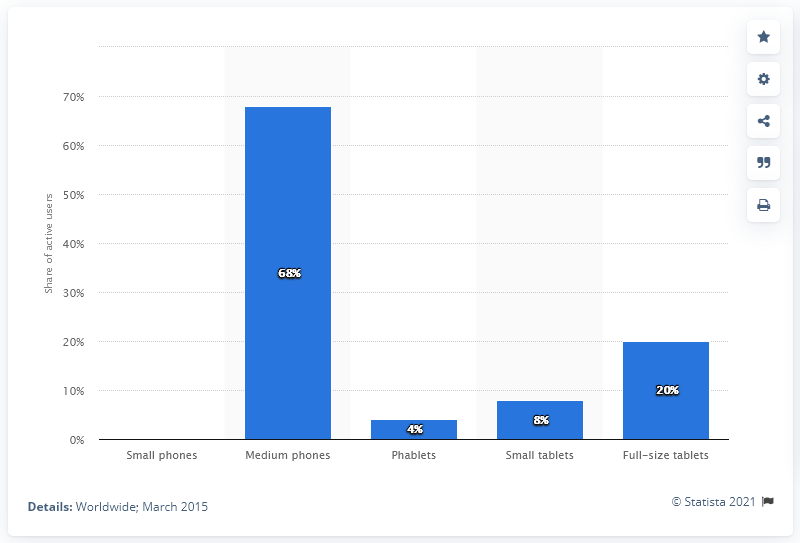 70%
60%
50%
40%
30%
20%
10%
0%
Share of active users
68%
4%
8%
20%
Small phones
Medium phones
Phablets
Small tablets
Full-size tablets
Details: Worldwide; March 2015
© Statista 2021